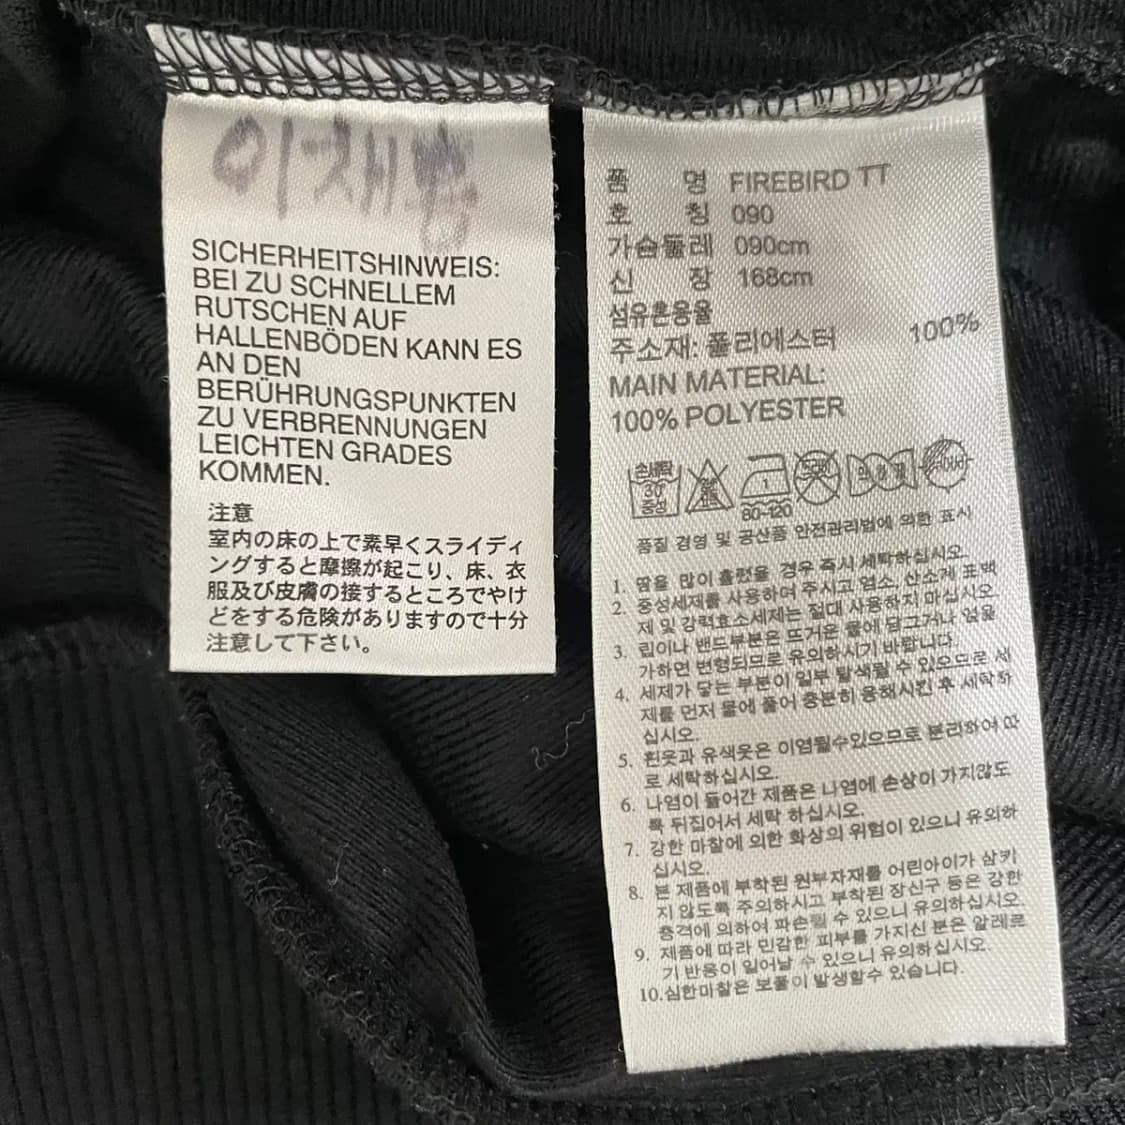 이재
SICHERHEITSHINWEIS:
BEI ZU SCHNELLEM
RUTSCHEN AUF
HALLENBÖDEN KANN ES
AN DEN
BERÜHRUNGSPUNKTEN
ZU VERBRENNUNGEN
LEICHTEN GRADES
KOMMEN.
注意
室内の床の上で素早くスライディ
ングすると摩擦が起こり、床、衣
服及び皮膚の接するところでやけ
どをする危険がありますので十分
注意して下さい。
품 명 FIREBIRD TT
호 칭 090
가슴둘레 090cm
신 장 168cm
섬유혼용율
주소재: 폴리에스터 100%
MAIN MATERIAL:
100% POLYESTER
손세탁
30°
중성
1
80-120
품질 경영 및 공산품 안전관리법에 의한 표시
1. 땀을 많이 흘렸을 경우 즉시 세탁하십시오.
2. 중성세제를 사용하여 주시고 염소, 산소계 표백
제 및 강력효소세제는 절대 사용하지 마십시오.
3. 립이나 밴드부분은 뜨거운 물에 담그거나 열을
가하면 변형되므로 유의하시기 바랍니다.
4. 세제가 닿는 부분이 일부 탈색될 수 있으므로 세
제를 먼저 물에 풀어 충분히 용해시킨 후 세탁하
십시오.
5. 흰옷과 유색옷은 이염될수있으므로 분리하여 따
로 세탁하십시오.
6. 나염이 들어간 제품은 나염에 손상이 가지않도
록 뒤집어서 세탁 하십시오.
7. 강한 마찰에 의한 화상의 위험이 있으니 유의하
십시오.
8. 본 제품에 부착된 원부자재를 어린아이가 삼키
지 않도록 주의하시고 부착된 장신구 등은 강한
충격에 의하여 파손될 수 있으니 유의하십시오.
9. 제품에 따라 민감한 피부를 가지신 분은 알레르
기 반응이 일어날 수 있으니 유의하십시오.
10.심한마찰은 보풀이 발생할수 있습니다.